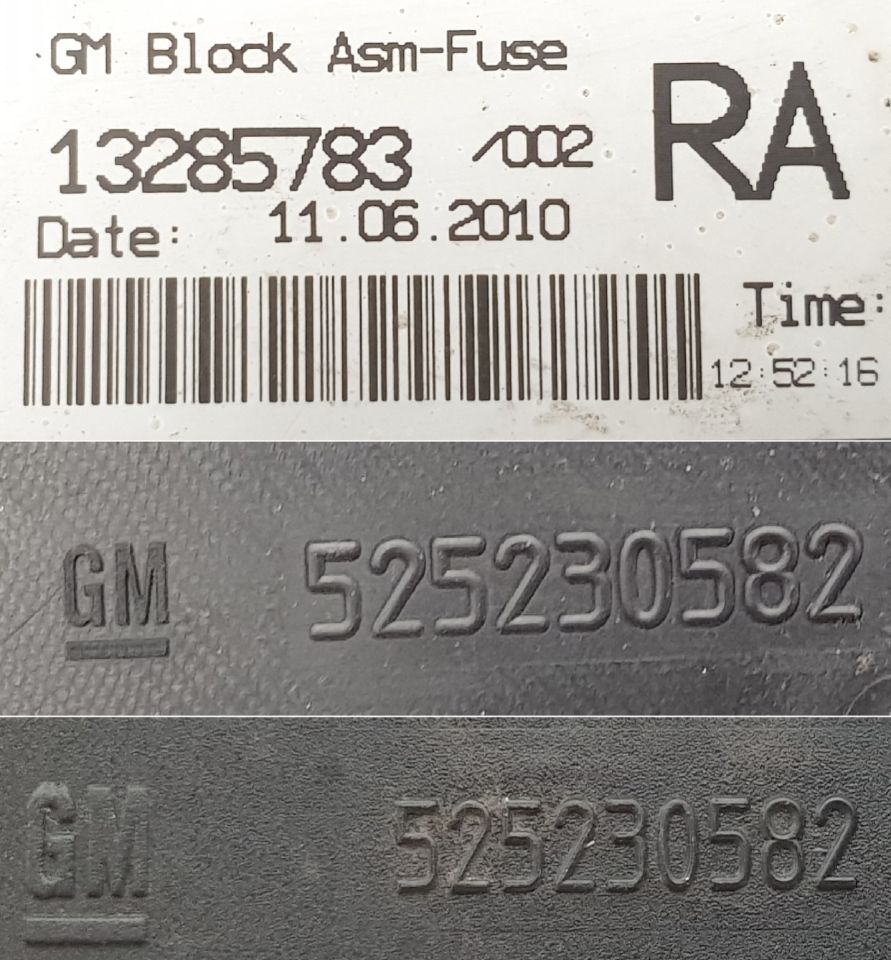 GM Block Asm-Fuse
13285783 /002 RA
Date: 11.06.2010
Time:
12:52:16
GM 525230582
GM 525230582